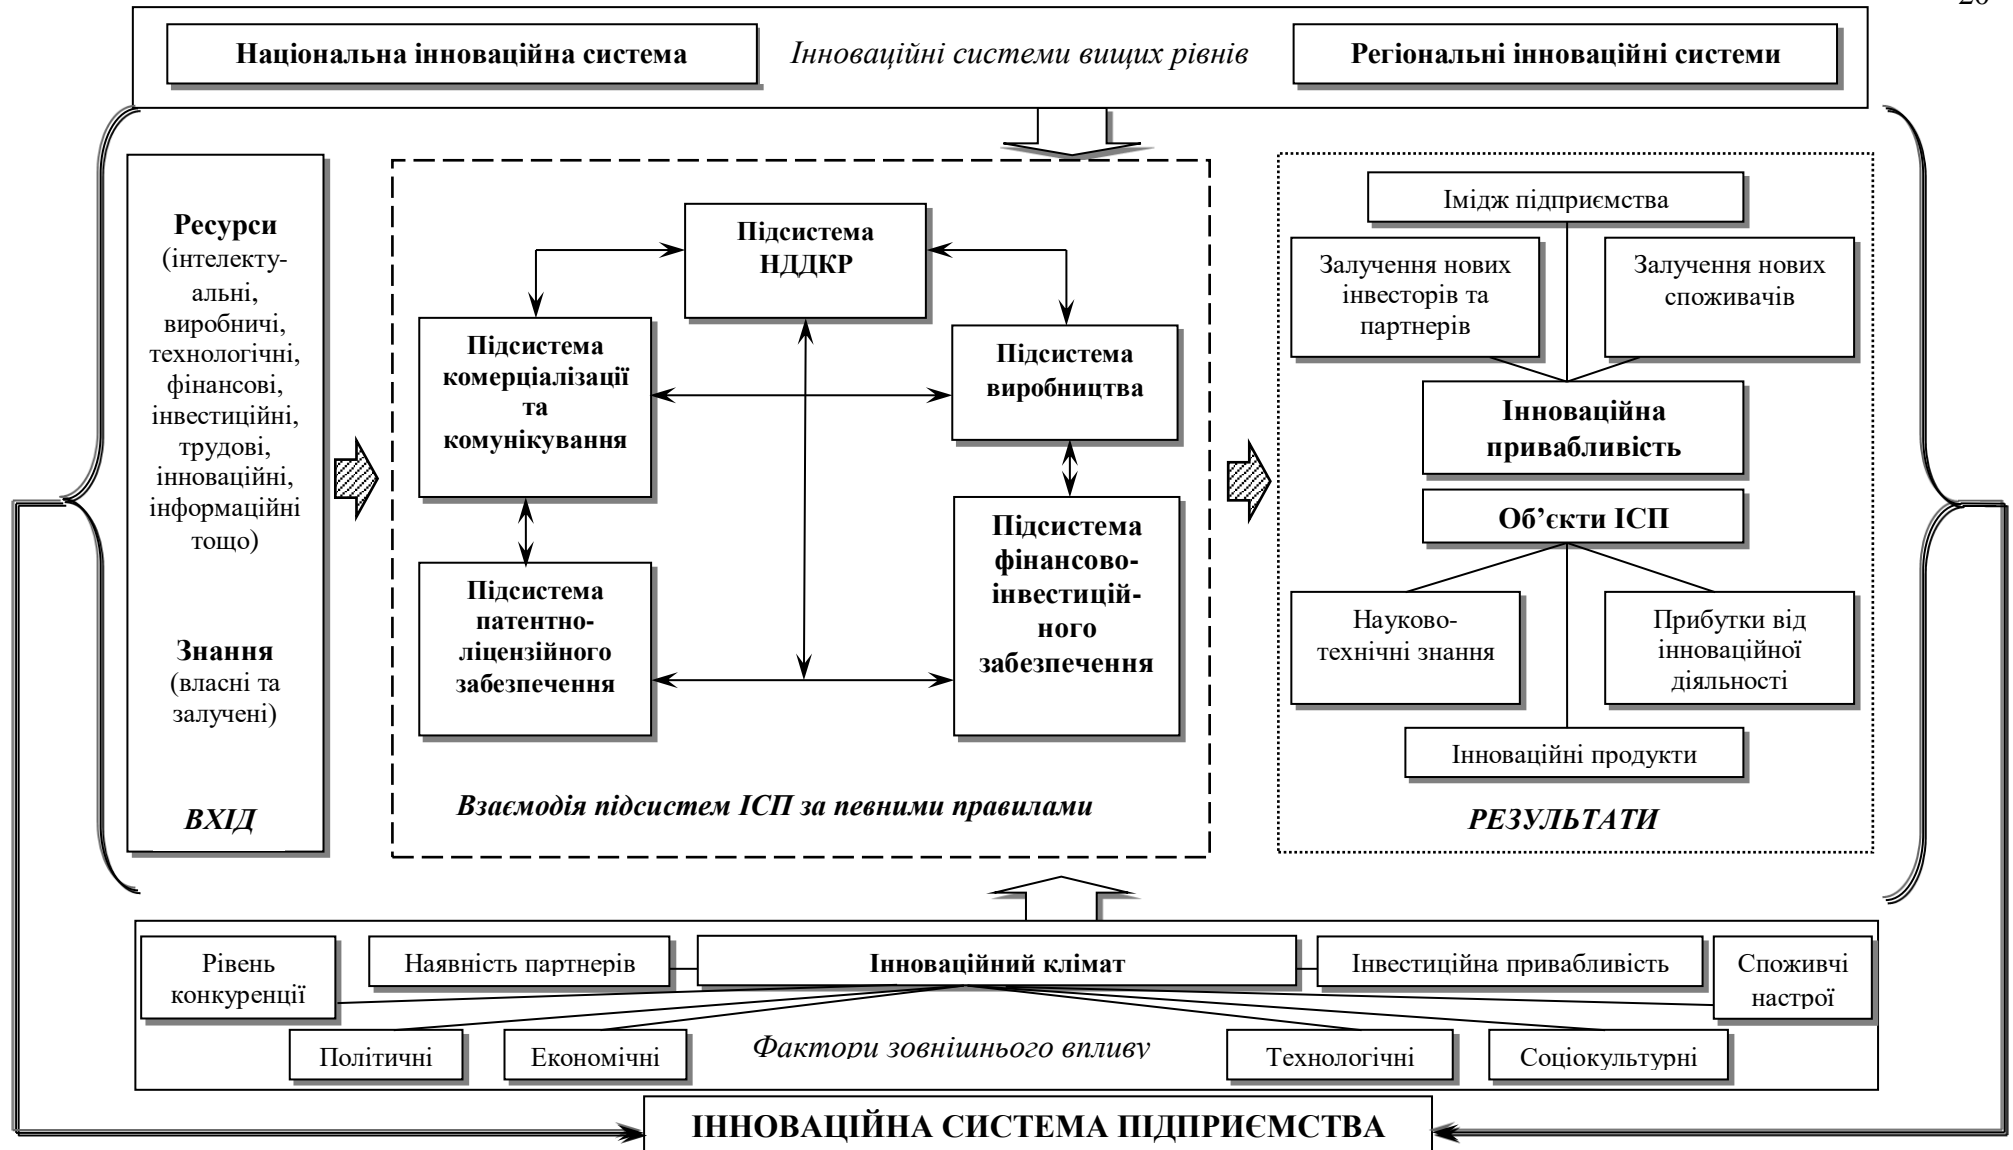 Національна інноваційна система
Інноваційні системи вищих рівнів
Регіональні інноваційні системи
Ресурси
(інтелекту-
альні,
виробничі,
технологічні,
фінансові,
інвестиційні,
трудові,
інноваційні,
інформаційні
тощо)
Знання
(власні та
залучені)
ВХІД
Підсистема
НДДКР
Підсистема
комерціалізації
та
комунікування
Підсистема
виробництва
Підсистема
патентно-
ліцензійного
забезпечення
Підсистема
фінансово-
інвестицій-
ного
забезпечення
Взаємодія підсистем ІСП за певними правилами
Імідж підприємства
Залучення нових
інвесторів та
партнерів
Залучення нових
споживачів
Інноваційна
привабливість
Об’єкти ІСП
Науково-
технічні знання
Прибутки від
інноваційної
діяльності
Інноваційні продукти
РЕЗУЛЬТАТИ
Рівень
конкуренції
Наявність партнерів
Інноваційний клімат
Інвестиційна привабливість
Споживчі
настрої
Політичні
Економічні
Фактори зовнішнього впливу
Технологічні
Соціокультурні
ІННОВАЦІЙНА СИСТЕМА ПІДПРИЄМСТВА